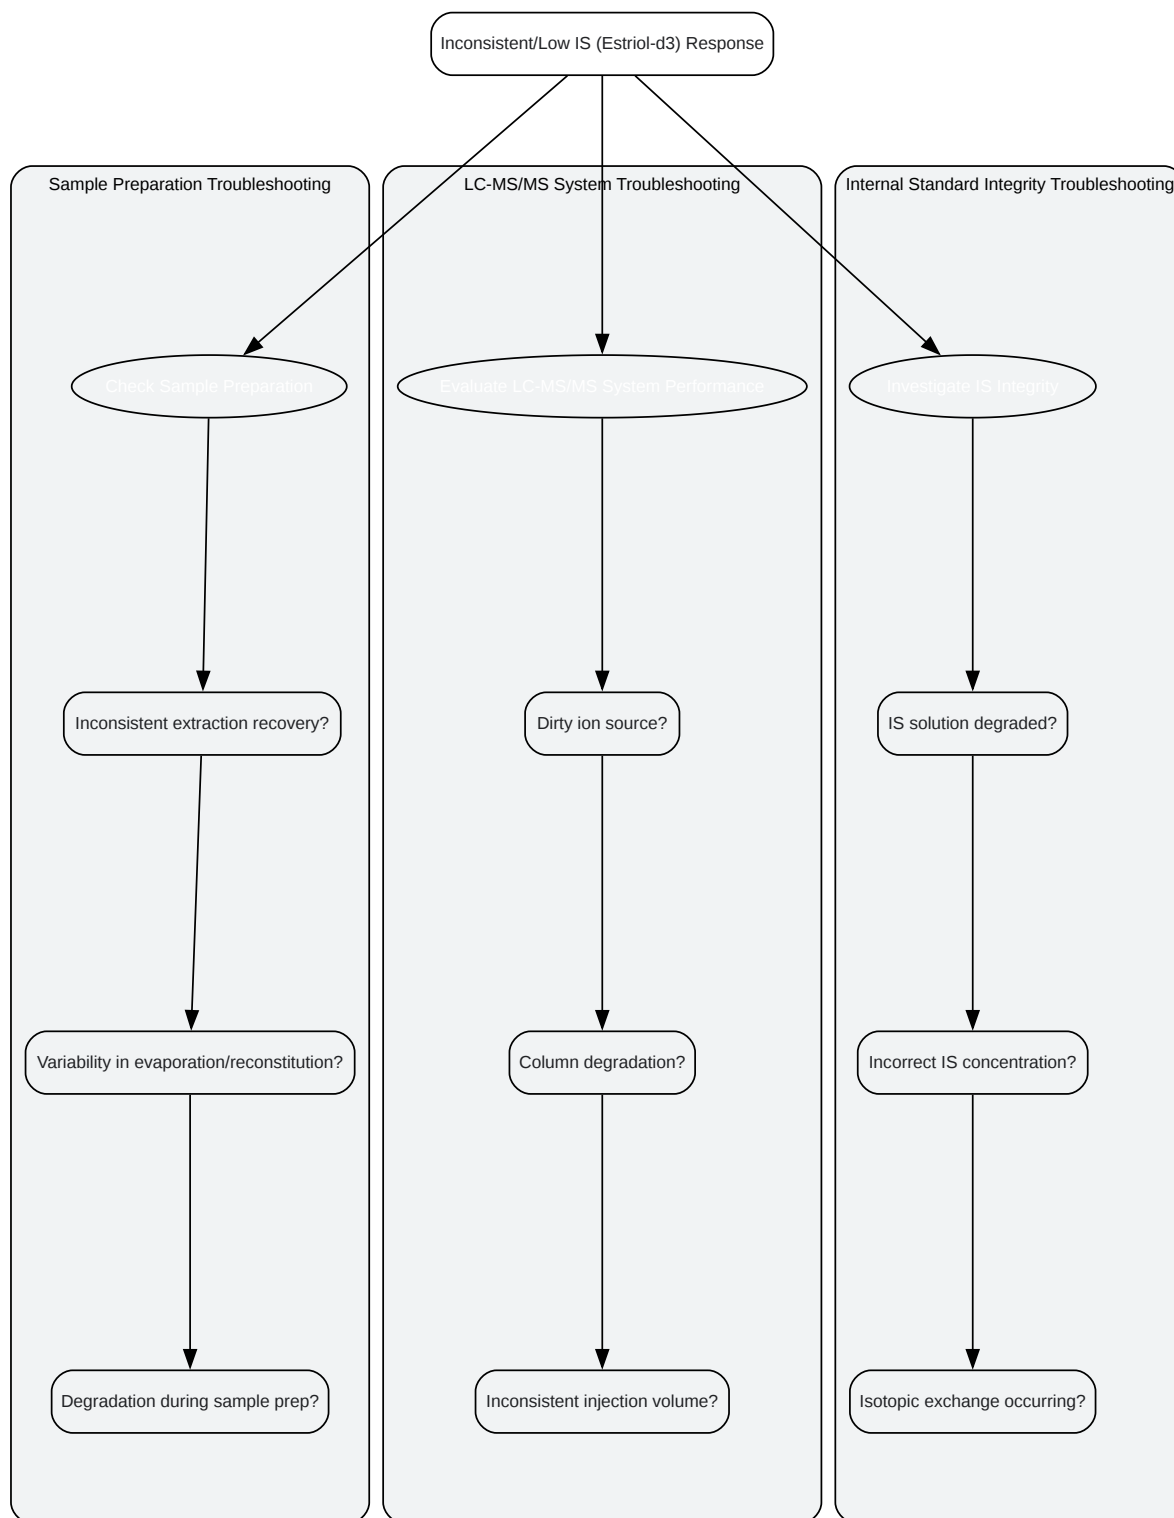 Inconsistent/Low IS (Estriol-d3) Response
Sample Preparation Troubleshooting
LC-MS/MS System Troubleshooting
Internal Standard Integrity Troubleshooting
Check Sample Preparation
Evaluate LC-MS/MS System Performance
Investigate IS Integrity
Inconsistent extraction recovery?
Dirty ion source?
IS solution degraded?
Variability in evaporation/reconstitution?
Column degradation?
Incorrect IS concentration?
Degradation during sample prep?
Inconsistent injection volume?
Isotopic exchange occurring?